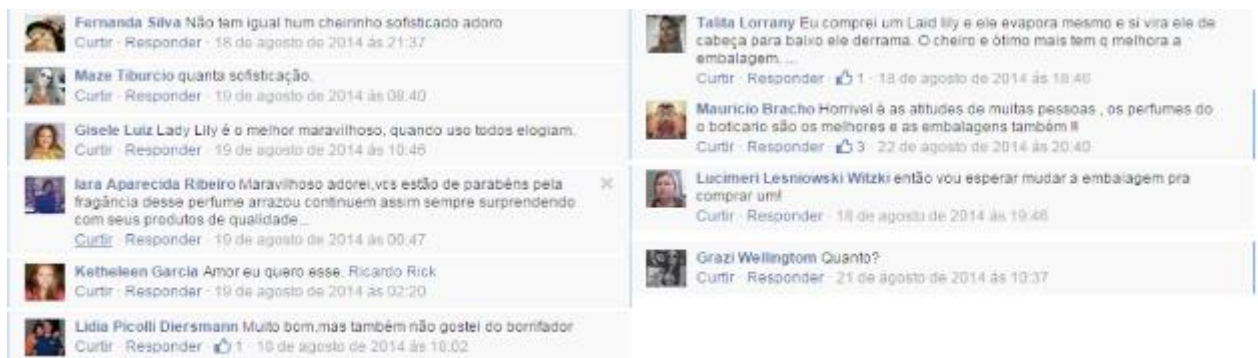 Fernanda Silva Não tem igual hum cheirinho sofisticado adoro
Curtir · Responder · 18 de agosto de 2014 às 21:37
Maze Tiburcio quanta sofisticação.
Curtir · Responder · 19 de agosto de 2014 às 08:40
Gisele Luiz Lady Lily é o melhor maravilhoso, quando uso todos elogiam.
Curtir · Responder · 19 de agosto de 2014 às 10:46
Iara Aparecida Ribeiro Maravilhoso adorei,vcs estão de parabéns pela
fragância desse perfume arrazou continuem assim sempre surprendendo
com seus produtos de qualidade...
Curtir · Responder · 19 de agosto de 2014 às 00:47
Ketheleen Garcia Amor eu quero esse. Ricardo Rick
Curtir · Responder · 19 de agosto de 2014 às 02:20
Lidia Picolli Diersmann Muito bom,mas também não gostei do borrifador
Curtir · Responder · 1 · 18 de agosto de 2014 às 18:02
Talita Lorrany Eu comprei um Laid lily e ele evapora mesmo e si vira ele de
cabeça para baixo ele derrama. O cheiro e ótimo mais tem q melhora a
embalagem. ...
Curtir · Responder · 1 · 18 de agosto de 2014 às 18:46
Mauricio Bracho Horrivel é as atitudes de muitas pessoas , os perfumes do
o boticario são os melhores e as embalagens também !!!
Curtir · Responder · 3 · 22 de agosto de 2014 às 20:40
Lucimeri Lesniowski Witzki então vou esperar mudar a embalagem pra
comprar um!
Curtir · Responder · 18 de agosto de 2014 às 19:46
Grazi Wellingtom Quanto?
Curtir · Responder · 21 de agosto de 2014 às 10:37